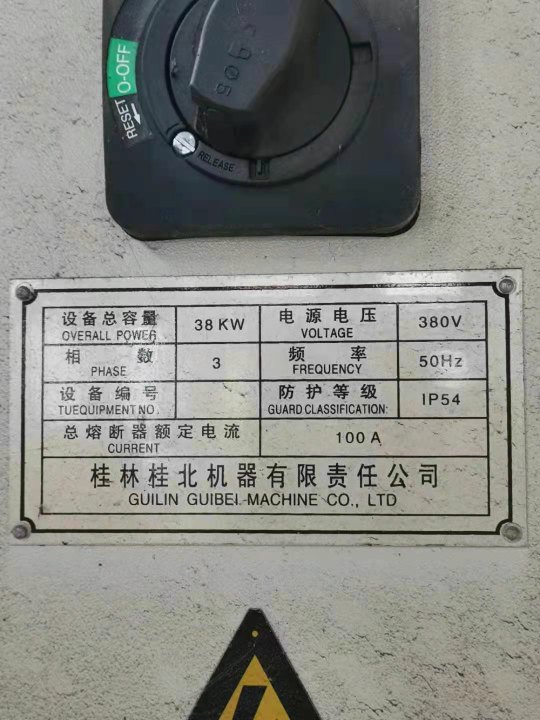 O-OFF
RESET
RELEASE
设备总容量 38KW 电源电压 380V
OVERALL POWER VOLTAGE
相数 3 频率 50Hz
PHASE FREQUENCY
设备编号 防护等级 IP54
TUEQUIPMENT NO. GUARD CLASSIFICATION:
总熔断器额定电流 100A
CURRENT
桂林桂北机器有限责任公司
GUILIN GUIBEI MACHINE CO., LTD